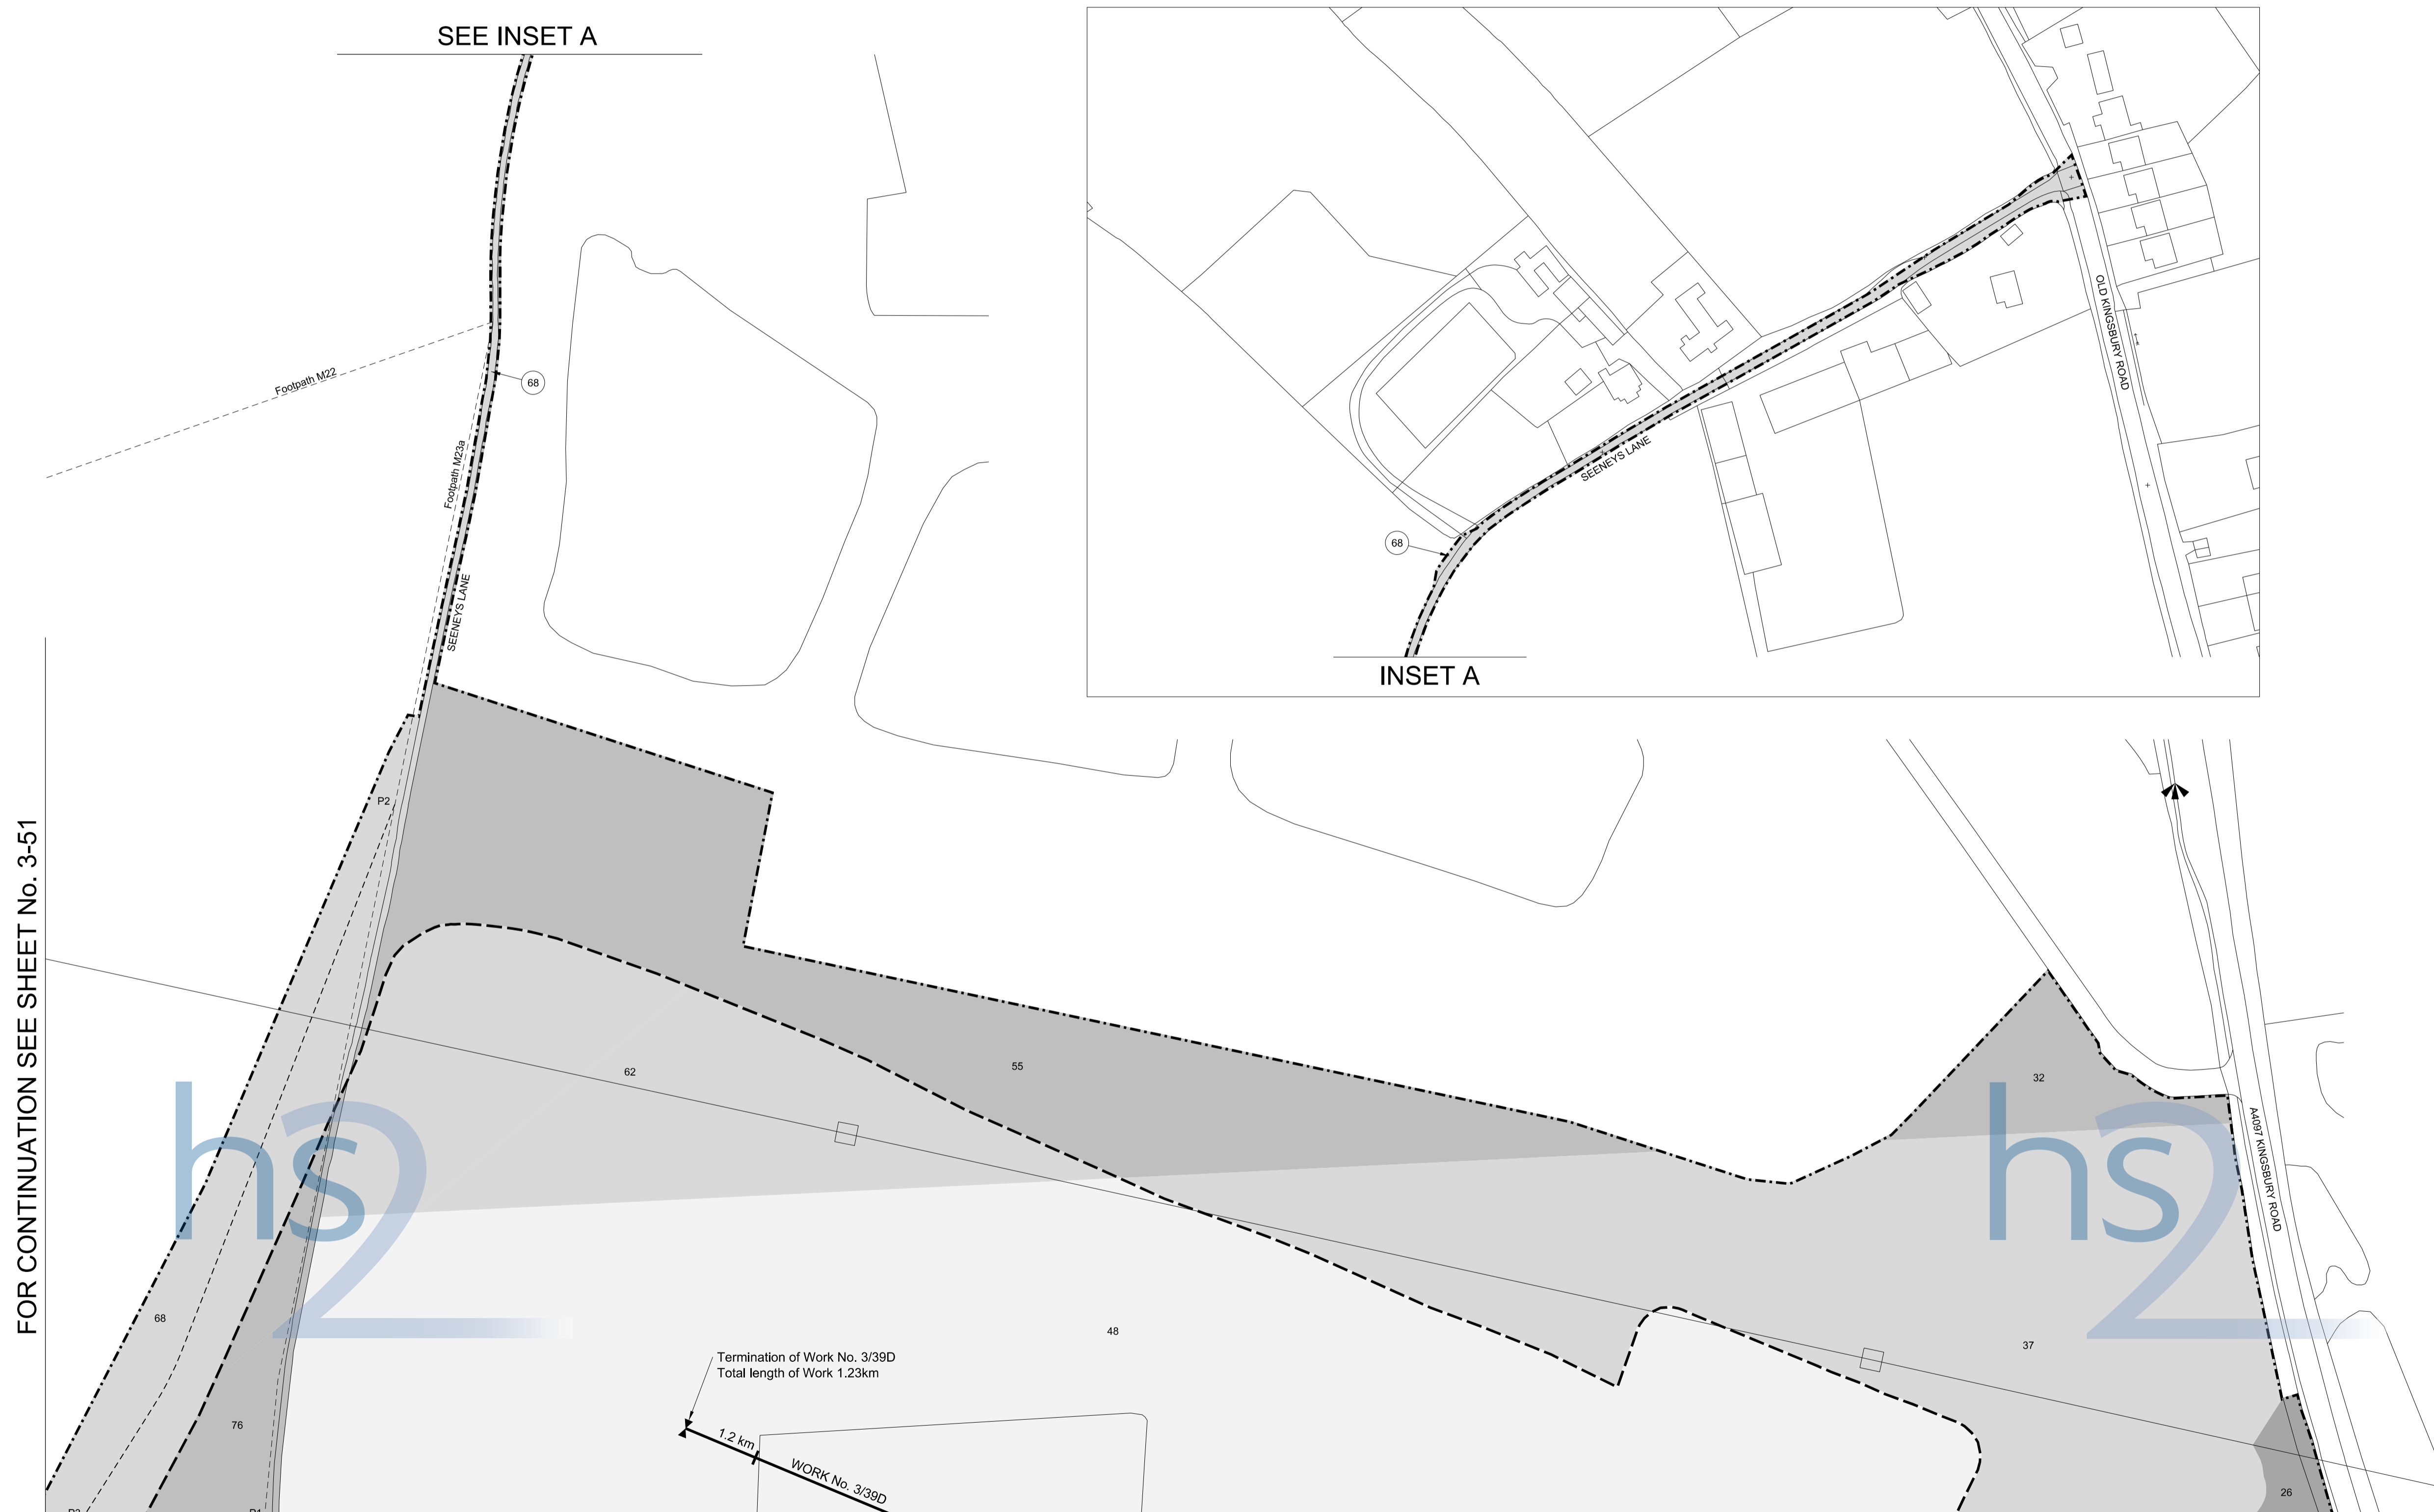 SEE INSET A
Footpath M22
68
Footpath M23a
SEENEYS LANE
OLD KINGSBURY ROAD
SEENEYS LANE
68
INSET A
FOR CONTINUATION SEE SHEET No. 3-51
P2
62
55
32
A4097 KINGSBURY ROAD
hs2
hs2
68
48
37
Termination of Work No. 3/39D
Total length of Work 1.23km
76
1.2 km
WORK No. 3/39D
26